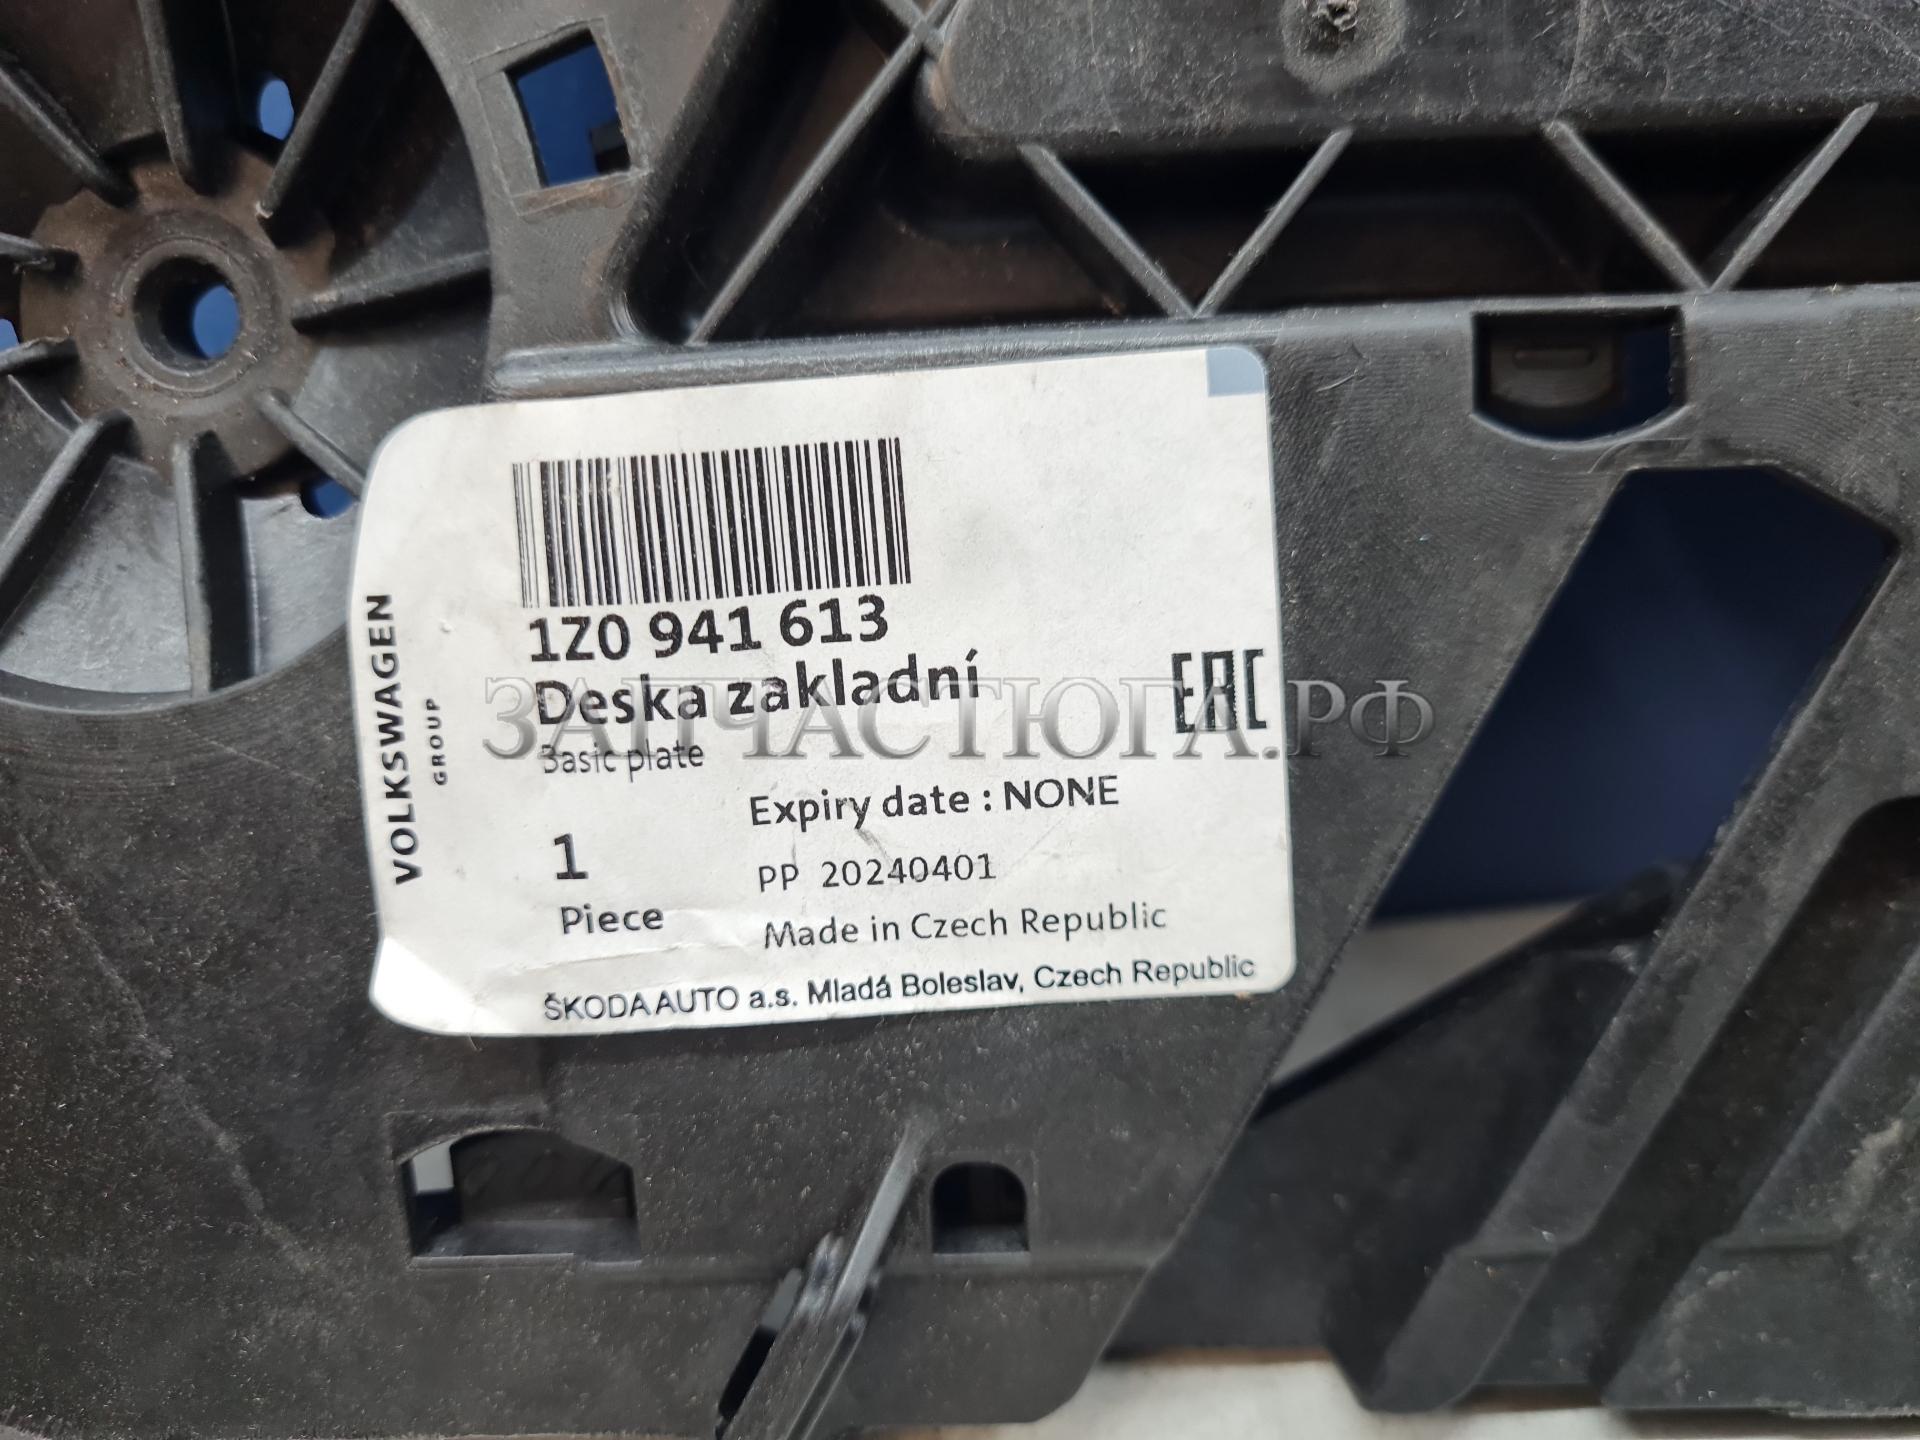 VOLKSWAGEN
GROUP
1Z0 941 613
Deska zakladní
Basic plate
EAC
ЗАПЧАСТЮГА.РФ
Expiry date : NONE
1
PP 20240401
Piece
Made in Czech Republic
ŠKODA AUTO a.s. Mladá Boleslav, Czech Republic